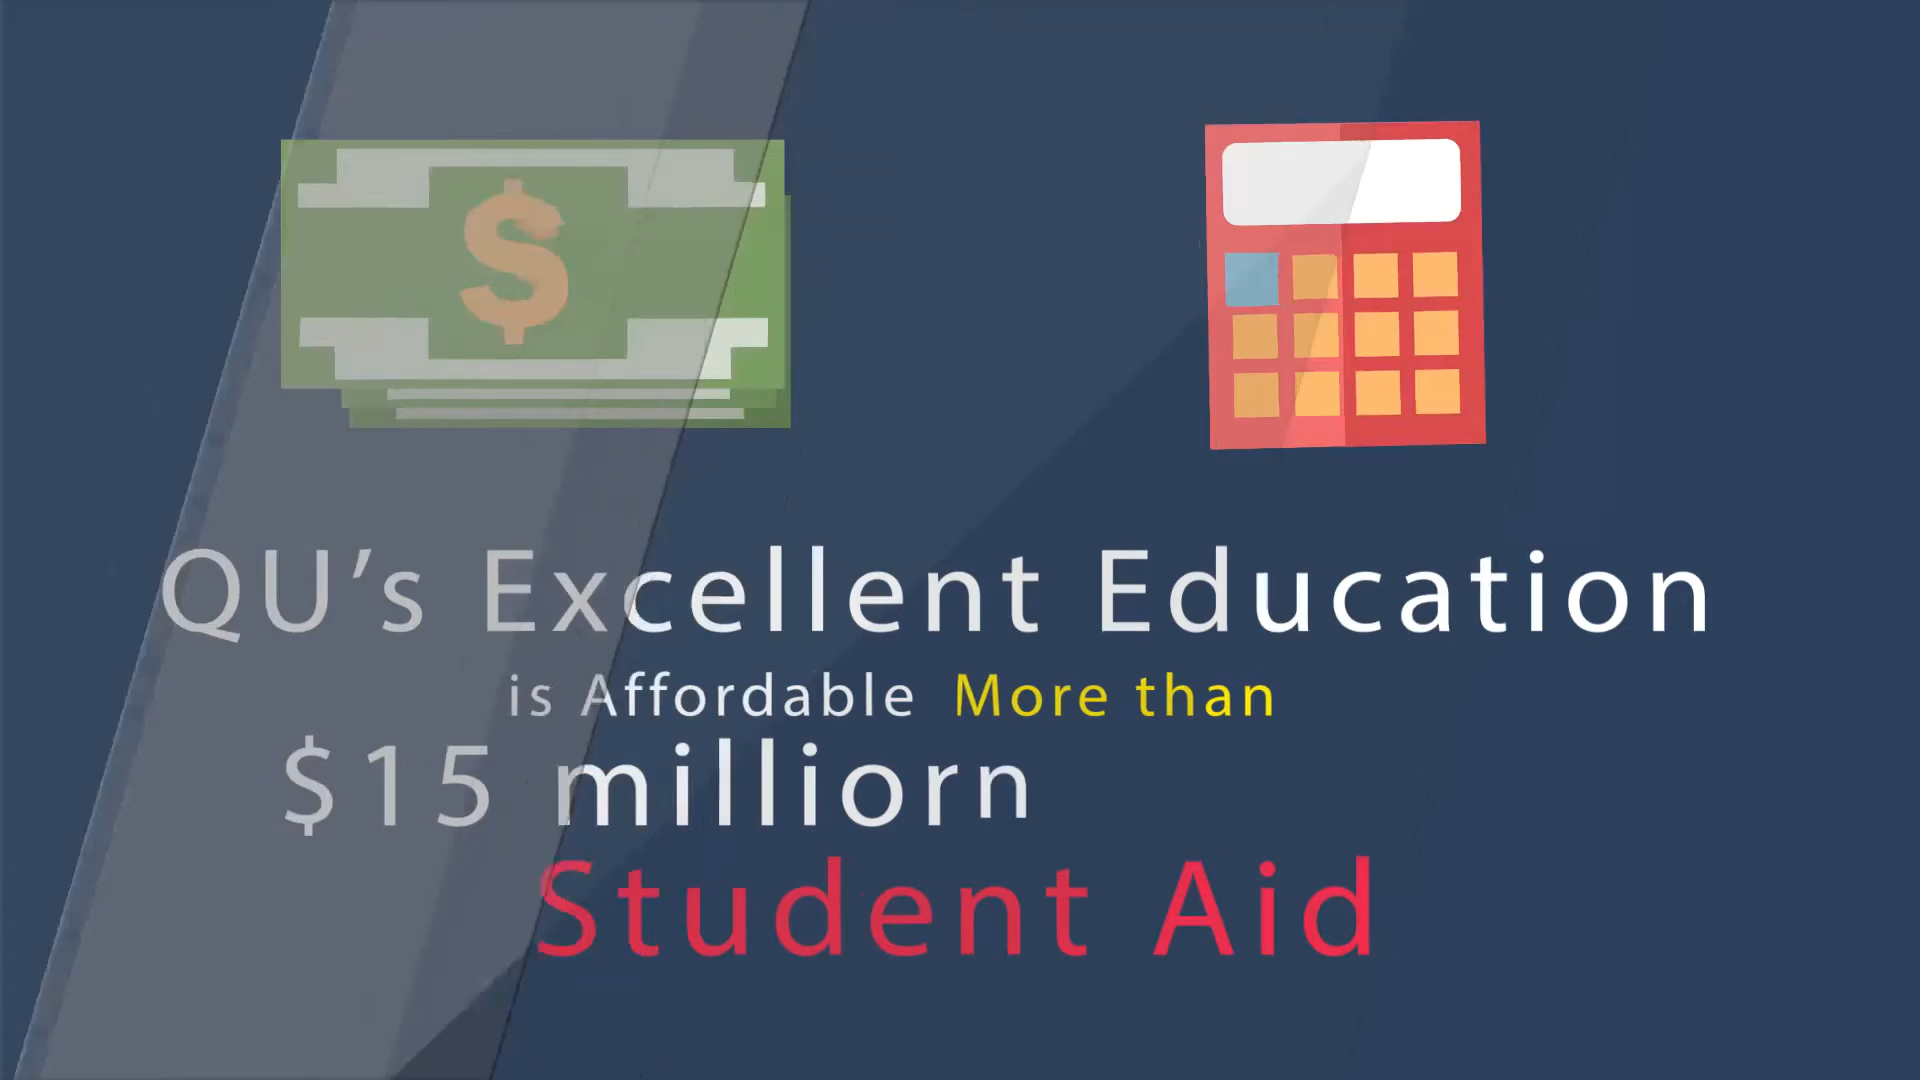 $
QU’s Excellent Education
is Affordable More than
$15 milliorn
Student Aid